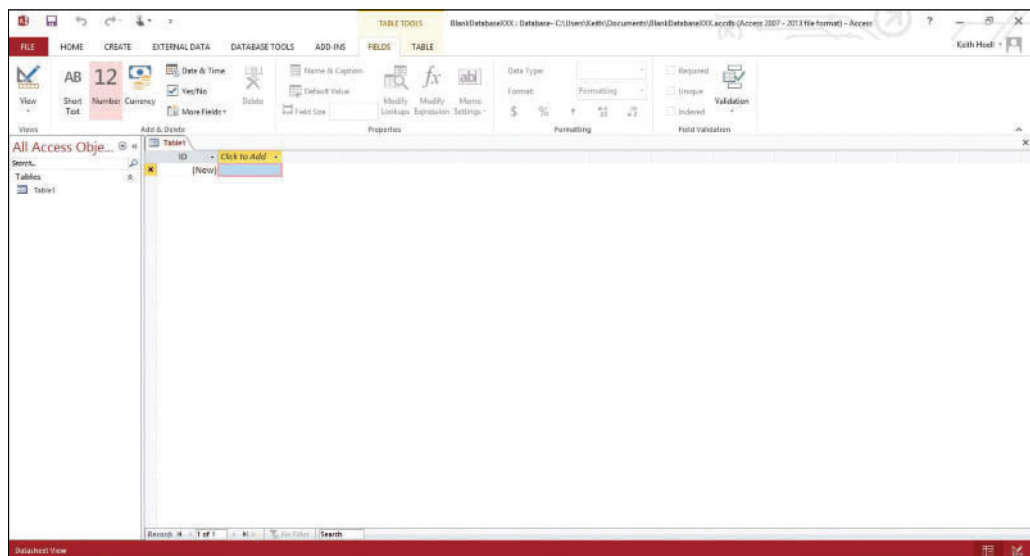 TABLE TOOLS BlankDatabaseXXX : Database- C:\Users\Keith\Documents\BlankDatabaseXXX.accdb (Access 2007 - 2013 file format) - Access ?
FILE HOME CREATE EXTERNAL DATA DATABASE TOOLS ADD-INS FIELDS TABLE Keith Hoell
AB 12 Date & Time Name & Caption fx ab| Data Type: Required
Yes/No Default Value Format: Formatting Unique
View Short Text Number Currency More Fields Delete Field Size Modify Lookups Modify Expression Memo Settings $ % , Indexed Validation
Views Add & Delete Properties Formatting Field Validation
All Access Obje... « Table1 ×
Search... ID Click to Add
Tables (New)
Table1
Record: 1 of 1 No Filter Search
Datasheet View